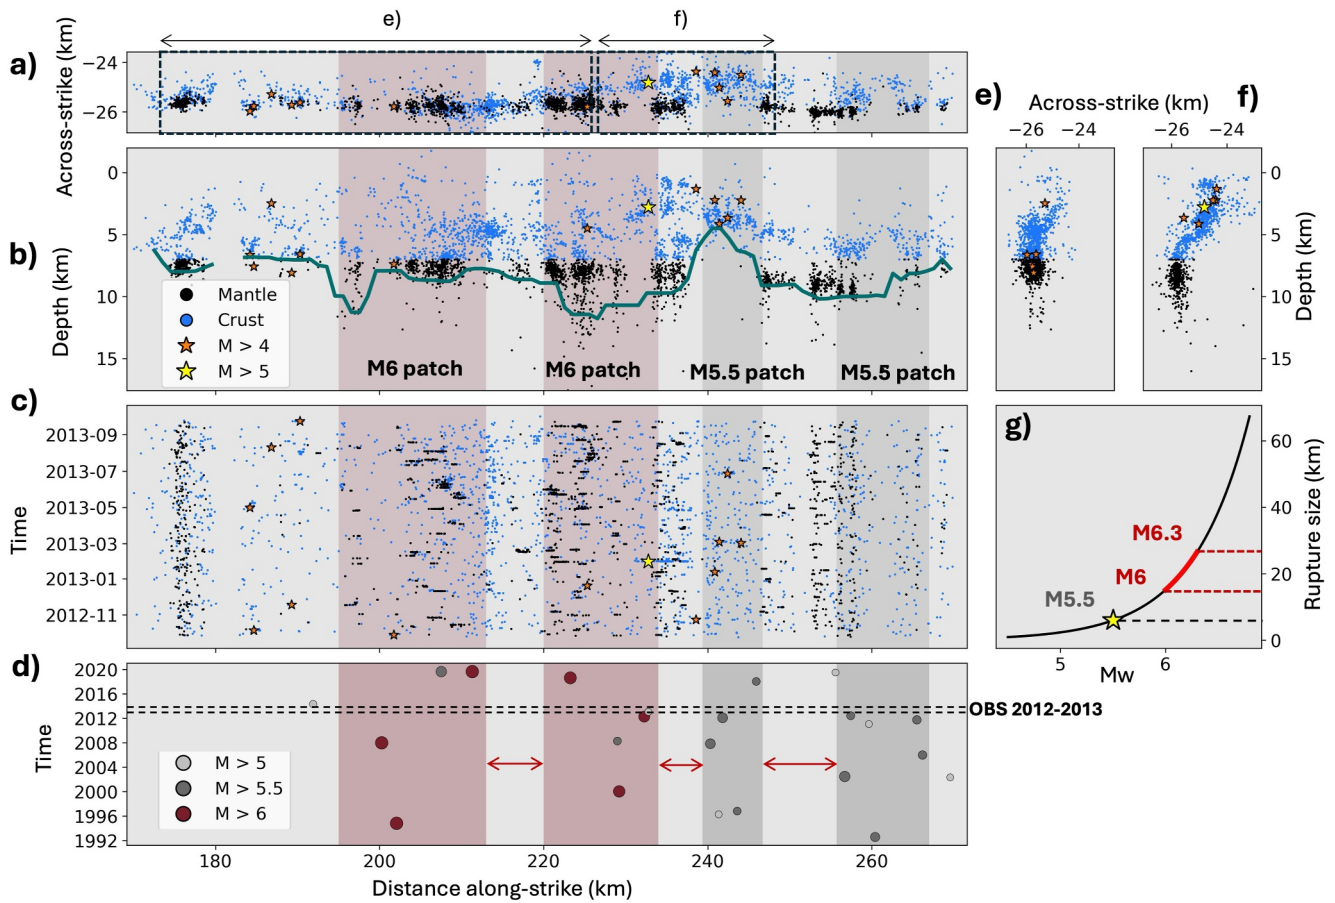 e)
f)
a)
Across-strike (km)
−24
−26
b)
Depth (km)
0
5
10
15
Mantle
Crust
M > 4
M > 5
M6 patch
M6 patch
M5.5 patch
M5.5 patch
e)
Across-strike (km)
f)
−26
−24
−26
−24
0
5
10
15
Depth (km)
c)
Time
2013-09
2013-07
2013-05
2013-03
2013-01
2012-11
g)
M6.3
M6
M5.5
60
40
20
0
Rupture size (km)
5
6
Mw
d)
Time
2020
2016
2012
2008
2004
2000
1996
1992
OBS 2012-2013
M > 5
M > 5.5
M > 6
180
200
220
240
260
Distance along-strike (km)